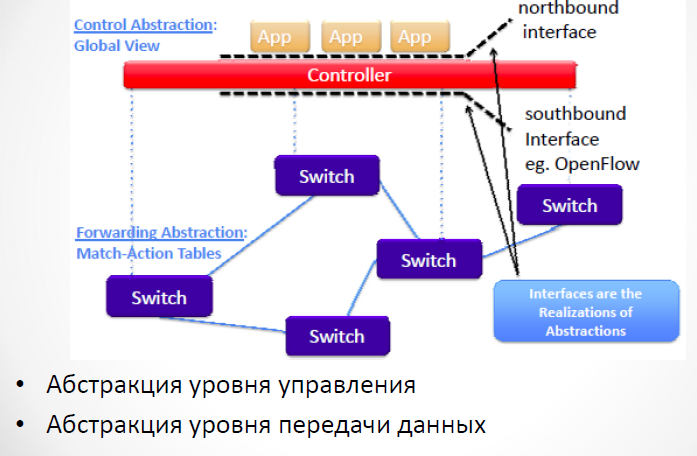 Control Abstraction:
Global View
App
App
App
northbound
interface
Controller
southbound
Interface
eg. OpenFlow
Switch
Switch
Forwarding Abstraction:
Match-Action Tables
Switch
Switch
Switch
Interfaces are the
Realizations of
Abstractions
• Абстракция уровня управления
• Абстракция уровня передачи данных